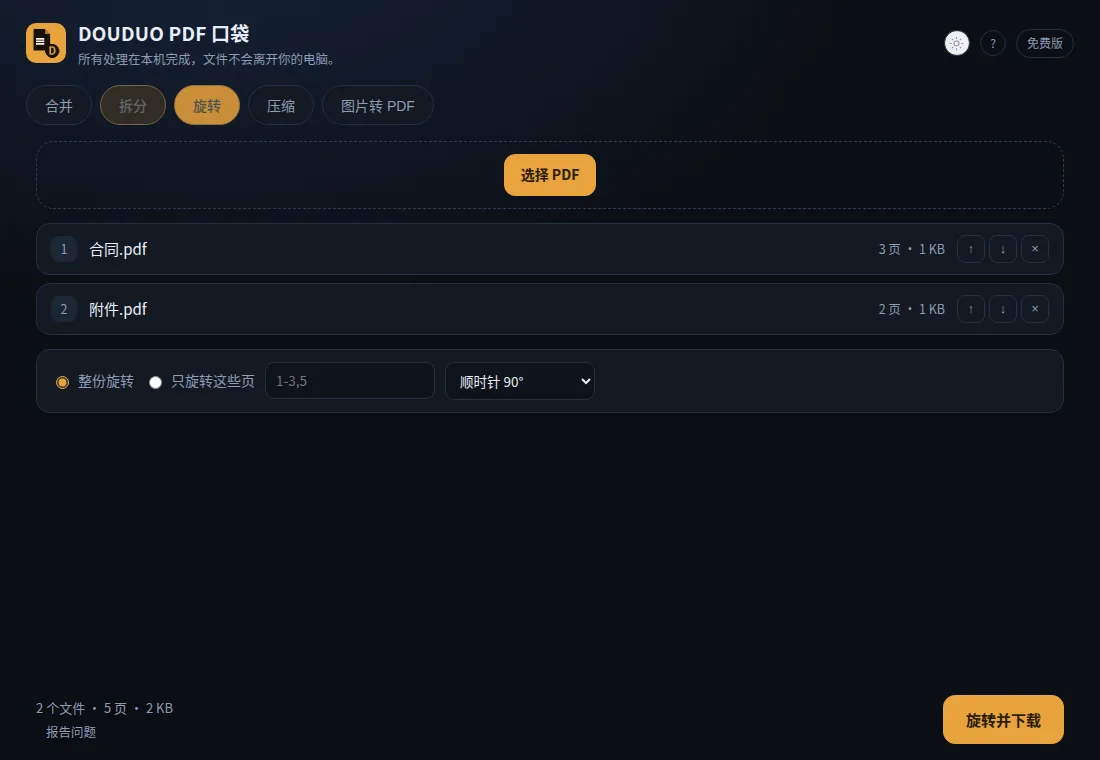 DOUDUO PDF 口袋
所有处理在本机完成，文件不会离开你的电脑。
?
免费版
合并
拆分
旋转
压缩
图片转 PDF
选择 PDF
1 合同.pdf 3 页 · 1 KB ↑ ↓ ×
2 附件.pdf 2 页 · 1 KB ↑ ↓ ×
整份旋转 只旋转这些页 1-3,5 顺时针 90°
2 个文件 · 5 页 · 2 KB
报告问题
旋转并下载